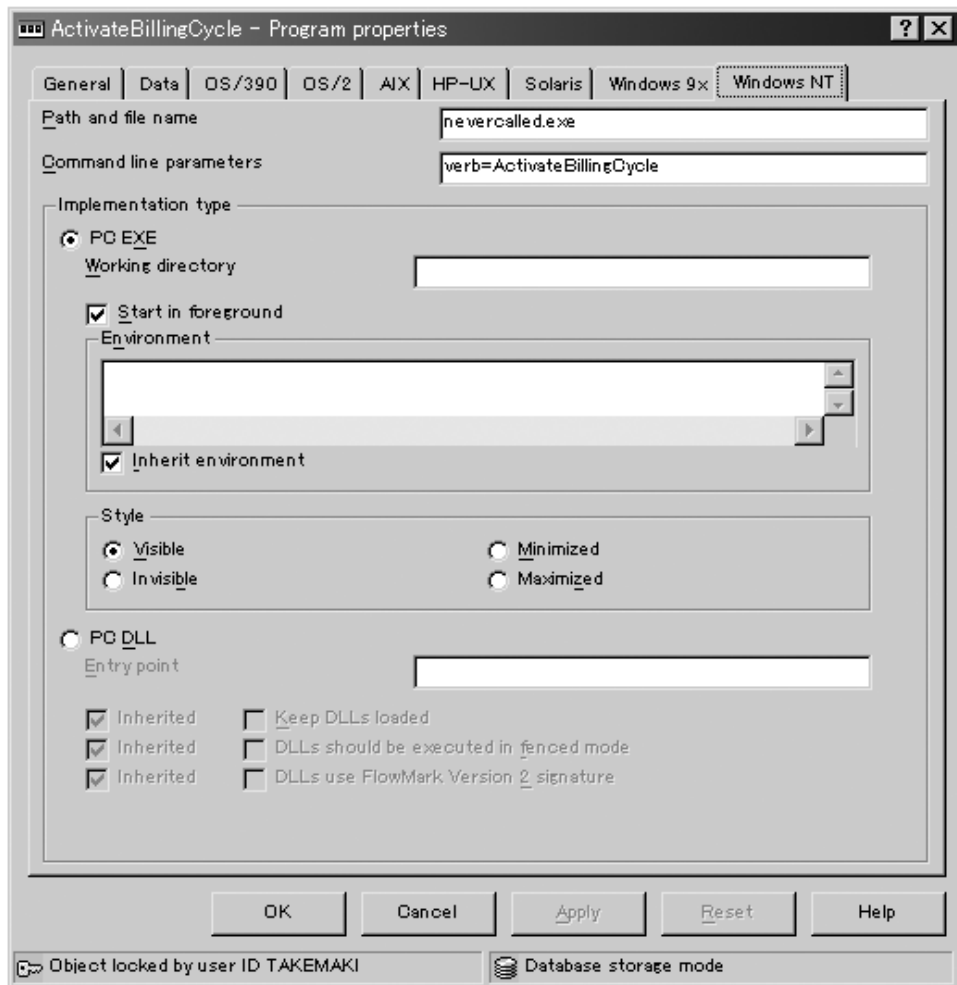 ActivateBillingCycle - Program properties
General Data OS/390 OS/2 AIX HP-UX Solaris Windows 9x Windows NT
Path and file name nevercalled.exe
Command line parameters verb=ActivateBillingCycle
Implementation type
PC EXE
Working directory
Start in foreground
Environment
Inherit environment
Style
Visible Minimized
Invisible Maximized
PC DLL
Entry point
Inherited Keep DLLs loaded
Inherited DLLs should be executed in fenced mode
Inherited DLLs use FlowMark Version 2 signature
OK Cancel Apply Reset Help
Object locked by user ID TAKEMAKI Database storage mode